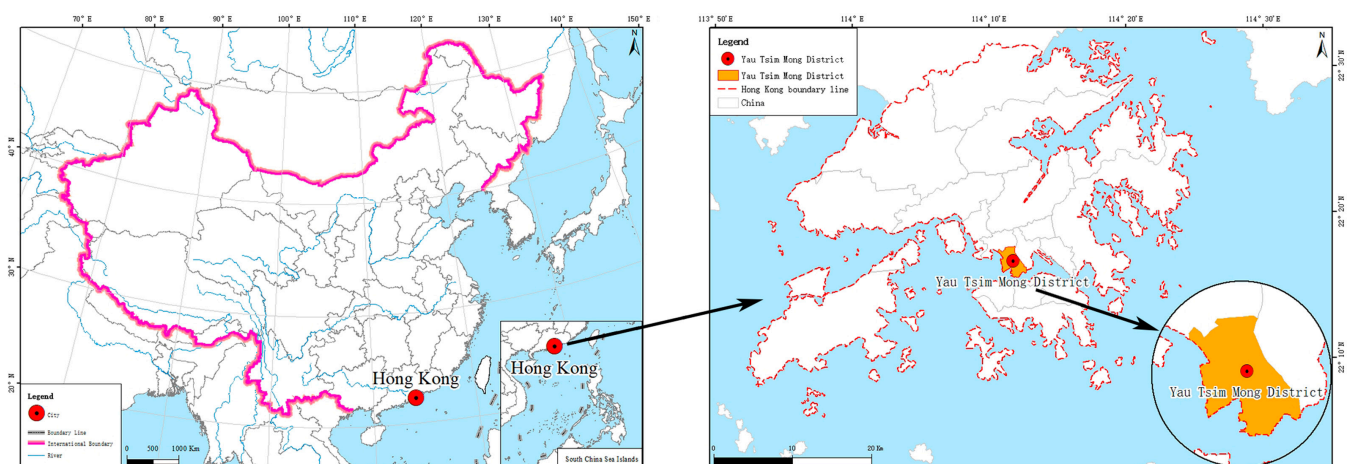 70° E
80° E
90° E
100° E
110° E
120° E
130° E
140° E
150° E
40° N
30° N
20° N
N
Hong Kong
Hong Kong
Legend
City
Boundary Line
International Boundary
River
0 500 1000 Km
South China Sea Islands
113° 50' E
114° E
114° 10' E
114° 20' E
114° 30' E
22° 30' N
22° 20' N
22° 10' N
N
Legend
Yau Tsim Mong District
Yau Tsim Mong District
Hong Kong boundary line
China
Yau Tsim Mong District
Yau Tsim Mong District
0 10 20 Km